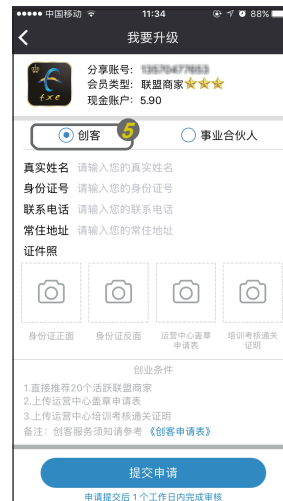 中国移动 11:34 88%
我要升级
fxe
分享账号:
会员类型: 联盟商家
现金账户: 5.90
创客 5 事业合伙人
真实姓名 请输入您的真实姓名
身份证号 请输入您的身份证号
联系电话 请输入您的联系电话
常住地址 请输入您的常住地址
证件照
身份证正面 身份证反面 运营中心盖章 培训考核通关
申请表 证明
创业条件
1.直接推荐20个活跃联盟商家
2.上传运营中心盖章申请表
3.上传运营中心培训考核通关证明
备注: 创客服务须知请参考《创客申请表》
提交申请
申请提交后1个工作日内完成审核